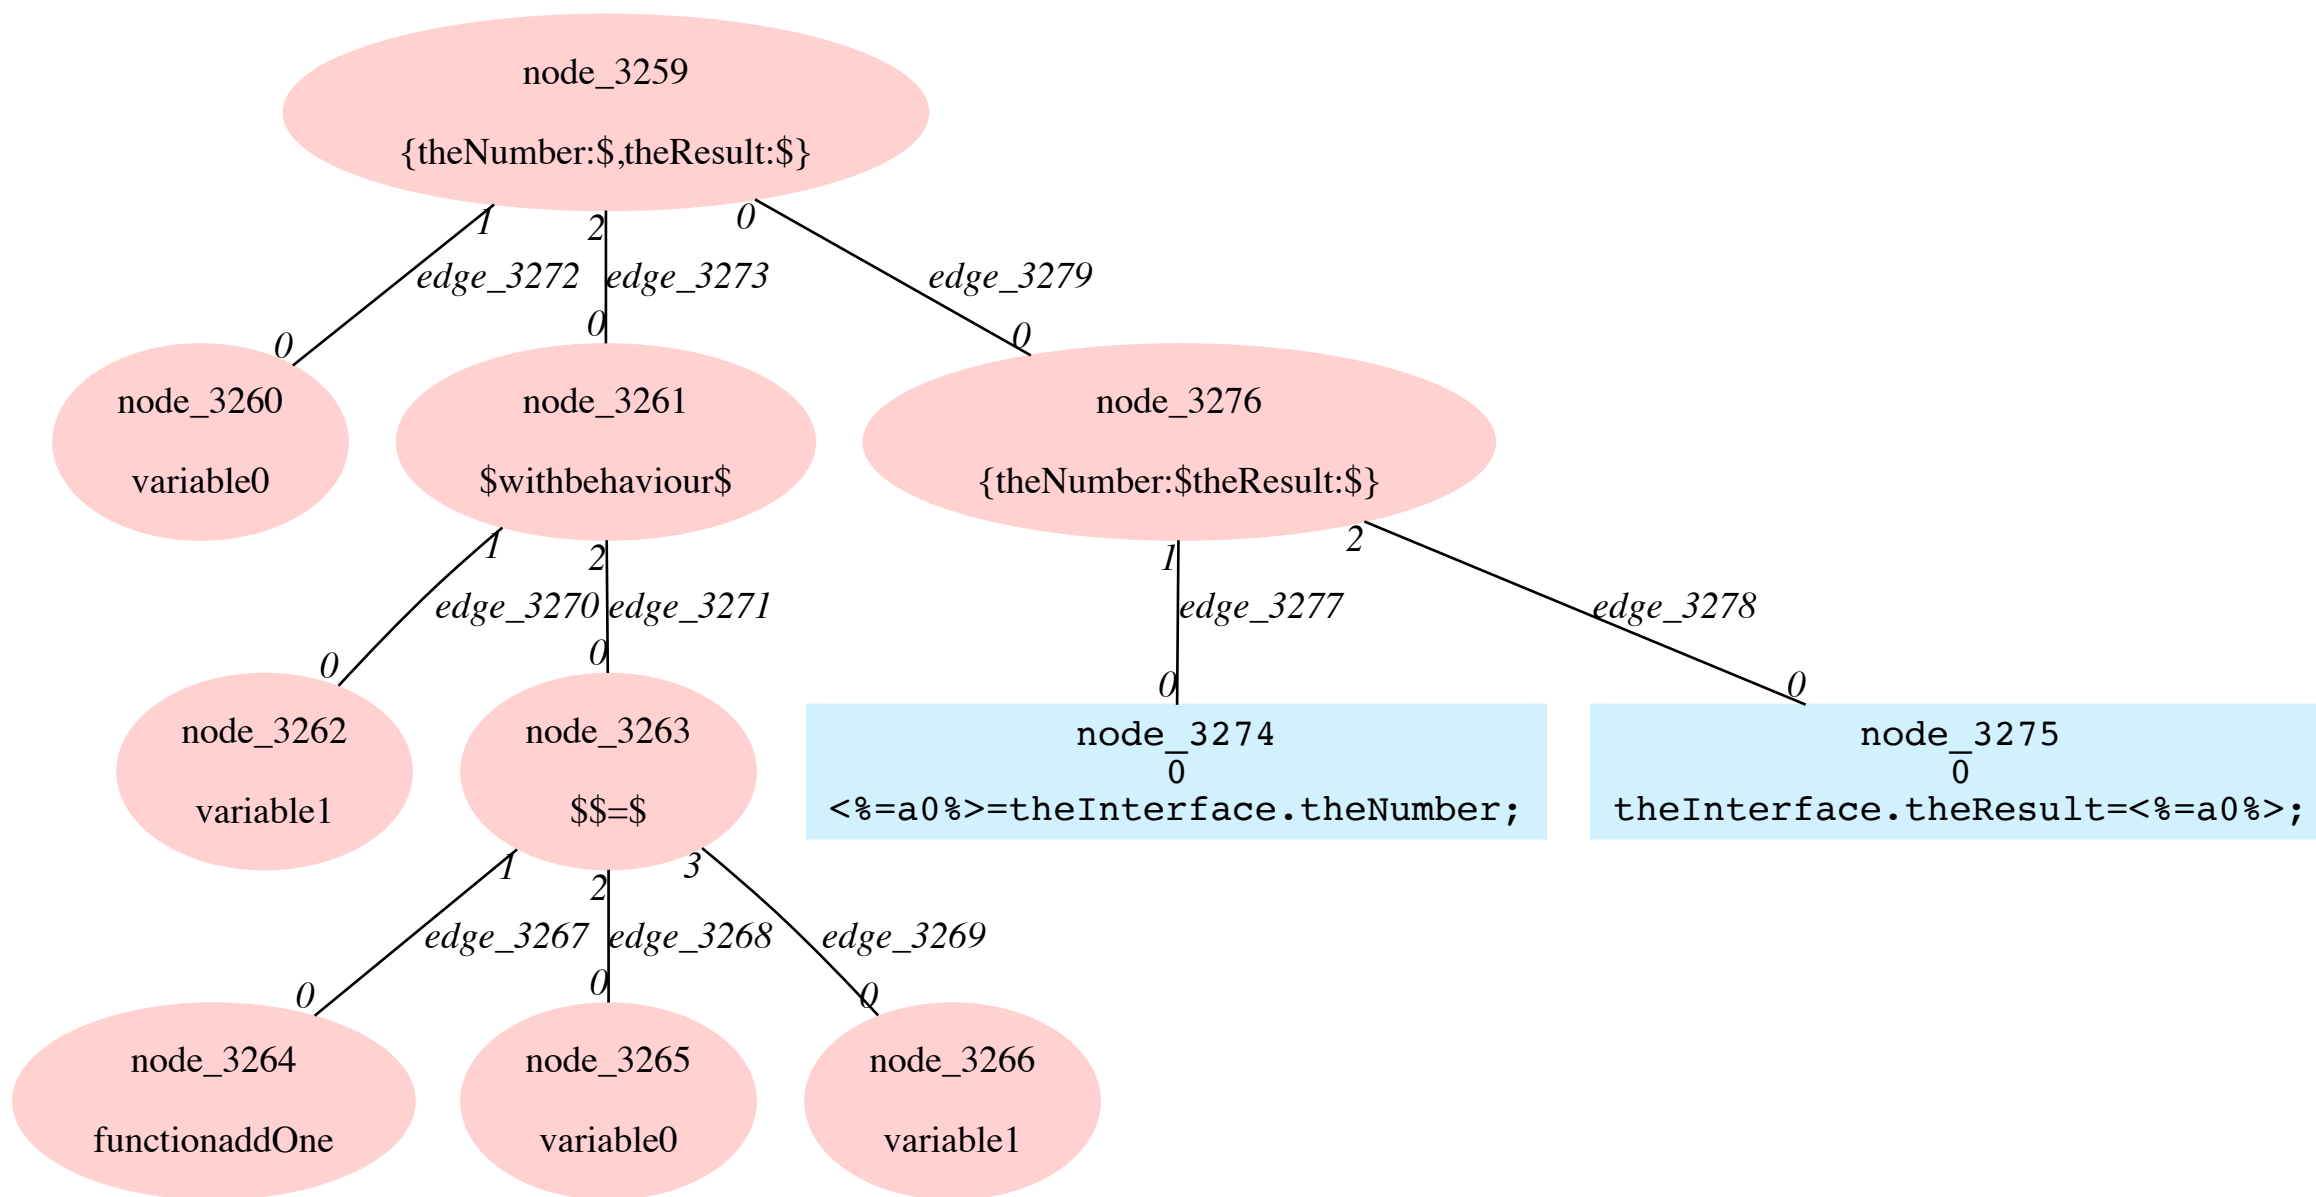 node_3259
{theNumber:$,theResult:$}
1
2
0
edge_3272
edge_3273
edge_3279
0
0
0
node_3260
variable0
node_3261
$withbehaviour$
node_3276
{theNumber:$theResult:$}
1
2
1
2
edge_3270
edge_3271
edge_3277
edge_3278
0
0
0
0
node_3262
variable1
node_3263
$$=$
node_3274
0
<%=a0%>=theInterface.theNumber;
node_3275
0
theInterface.theResult=<%=a0%>;
1
2
3
edge_3267
edge_3268
edge_3269
0
0
0
node_3264
functionaddOne
node_3265
variable0
node_3266
variable1